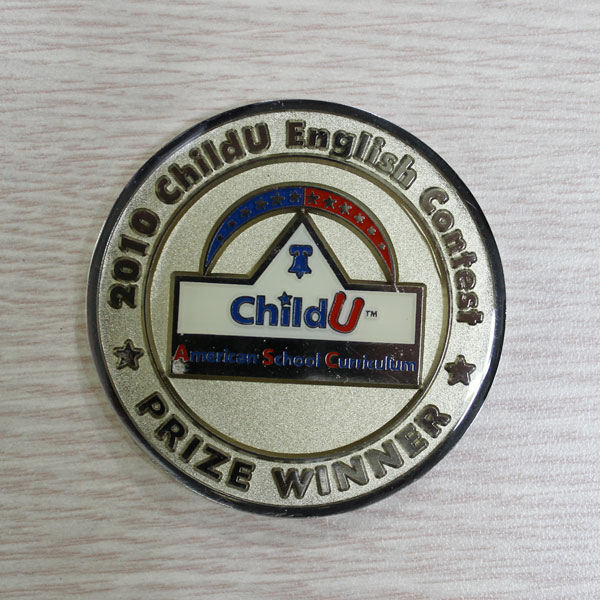 2010 ChildU English Contest
ChildU™
American School Curriculum
PRIZE WINNER